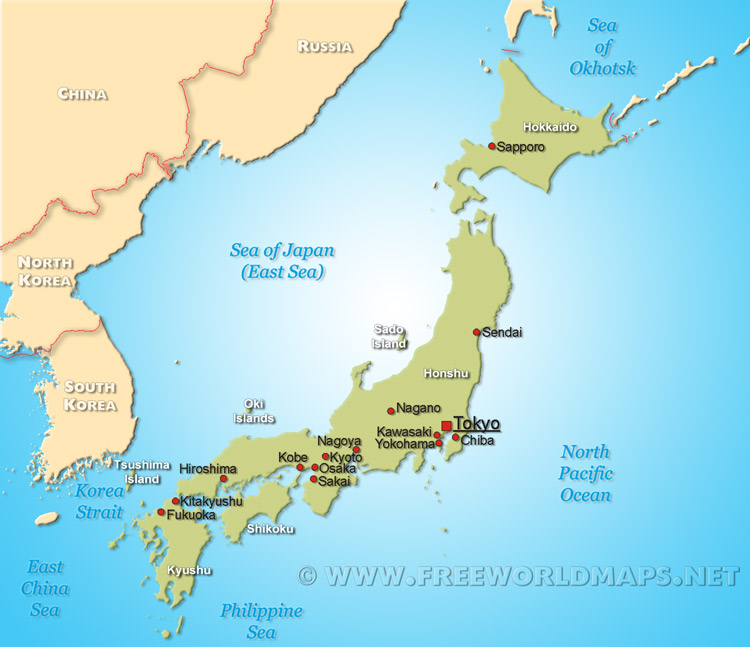 RUSSIA
CHINA
Sea
of
Okhotsk
Hokkaido
Sapporo
Sea of Japan
(East Sea)
NORTH
KOREA
Sado
Island
Sendai
SOUTH
KOREA
Honshu
Oki
Islands
Nagano
Tokyo
Kawasaki
Yokohama
Chiba
Nagoya
Kyoto
Kobe
Osaka
Sakai
Hiroshima
Tsushima
Island
Korea
Strait
Kitakyushu
Fukuoka
Shikoku
North
Pacific
Ocean
Kyushu
East
China
Sea
Philippine
Sea
© WWW.FREEWORLDMAPS.NET